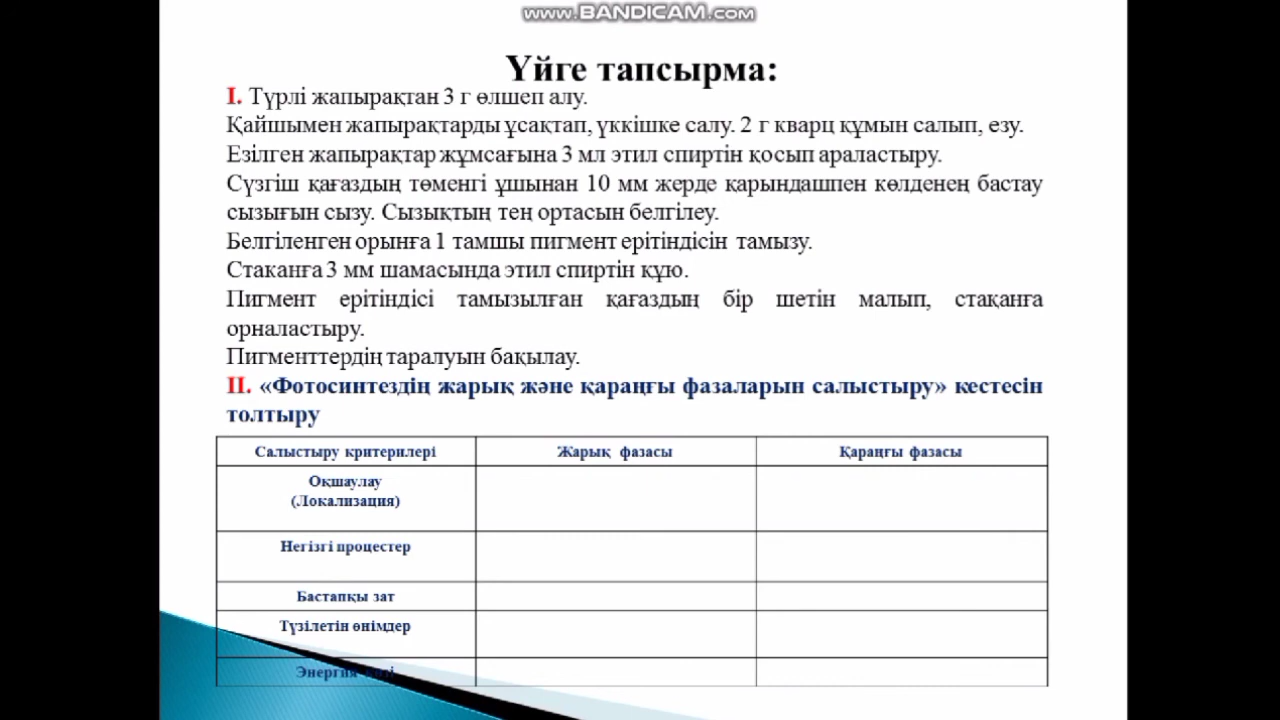 www.BANDICAM.com
Үйге тапсырма:
І. Түрлі жапырақтан 3 г өлшеп алу.
Қайшымен жапырақтарды ұсақтап, үккішке салу. 2 г кварц құмын салып, езу.
Езілген жапырақтар жұмсағына 3 мл этил спиртін қосып араластыру.
Сүзгіш қағаздың төменгі ұшынан 10 мм жерде қарындашпен көлденең бастау
сызығын сызу. Сызықтың тең ортасын белгілеу.
Белгіленген орынға 1 тамшы пигмент ерітіндісін тамызу.
Стаканға 3 мм шамасында этил спиртін құю.
Пигмент ерітіндісі тамызылған қағаздың бір шетін малып, стақанға
орналастыру.
Пигменттердің таралуын бақылау.
ІІ. «Фотосинтездің жарық және қараңғы фазаларын салыстыру» кестесін
толтыру
Салыстыру критерилері Жарық фазасы Қараңғы фазасы
Оқшаулау
(Локализация)
Негізгі процестер
Бастапқы зат
Түзілетін өнімдер
Энергия